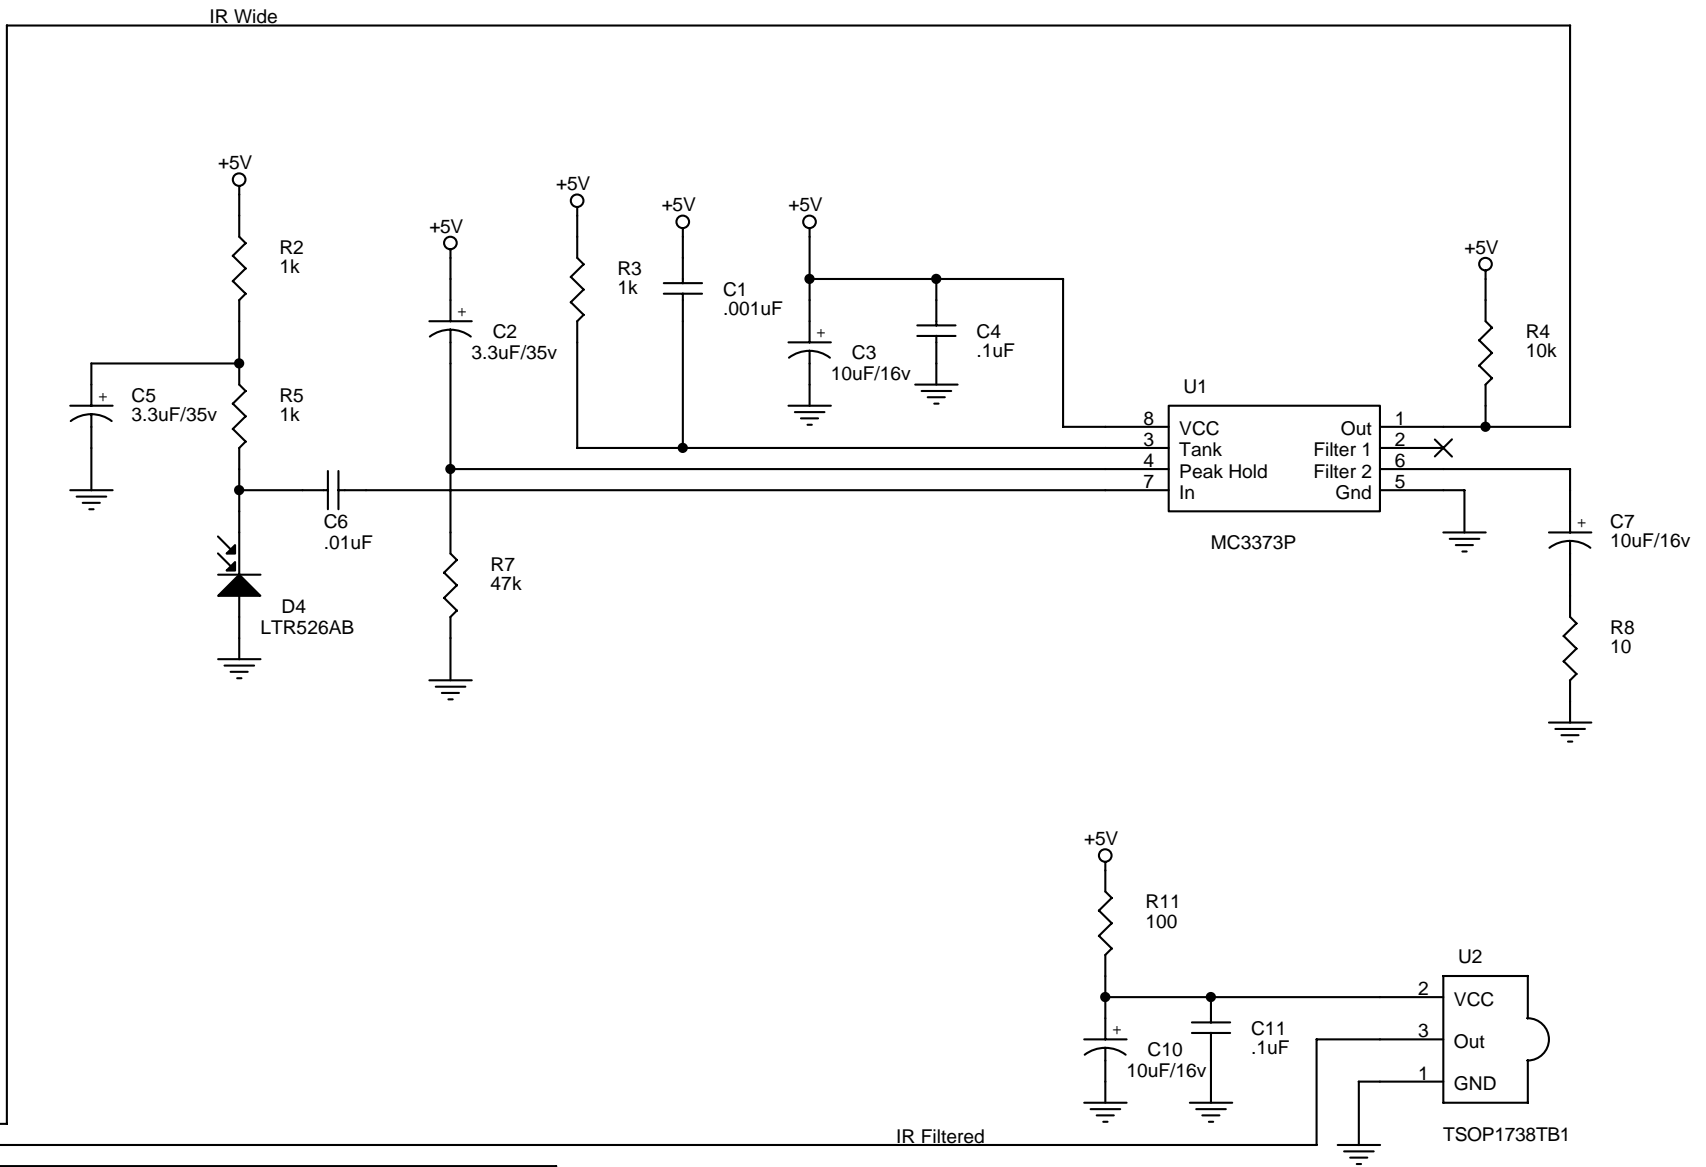 IR Wide
+5V
R2
1k
+5V
+5V
R3
1k
+5V
C1
.001uF
+5V
+5V
R4
10k
C5
+
3.3uF/35v
R5
1k
+
C2
3.3uF/35v
+
C3
10uF/16v
C4
.1uF
U1
8
VCC
3
Tank
4
Peak Hold
7
In
Out
1
Filter 1
2
Filter 2
6
Gnd
5
MC3373P
C6
.01uF
D4
LTR526AB
R7
47k
+
C7
10uF/16v
R8
10
+5V
R11
100
+
C10
10uF/16v
C11
.1uF
U2
2
VCC
3
Out
1
GND
TSOP1738TB1
IR Filtered